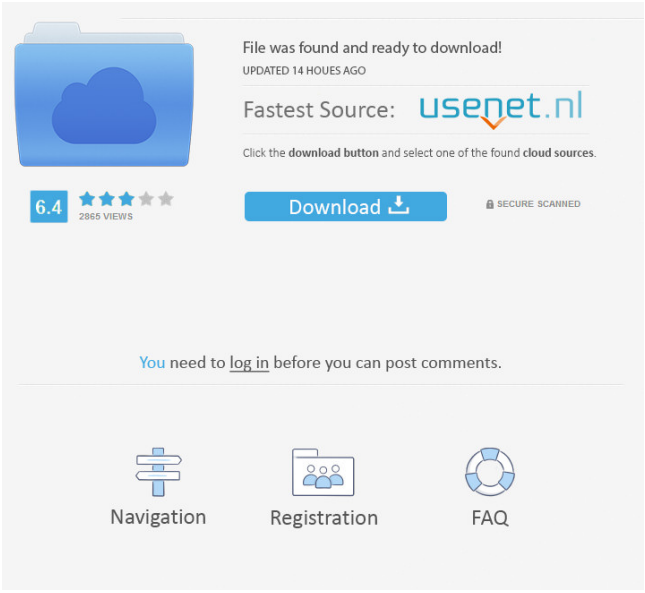 File was found and ready to download!
UPDATED 14 HOUES AGO
Fastest Source: usenet.nl
Click the download button and select one of the found cloud sources.
6.4
2865 VIEWS
Download
SECURE SCANNED
You need to log in before you can post comments.
Navigation
Registration
FAQ